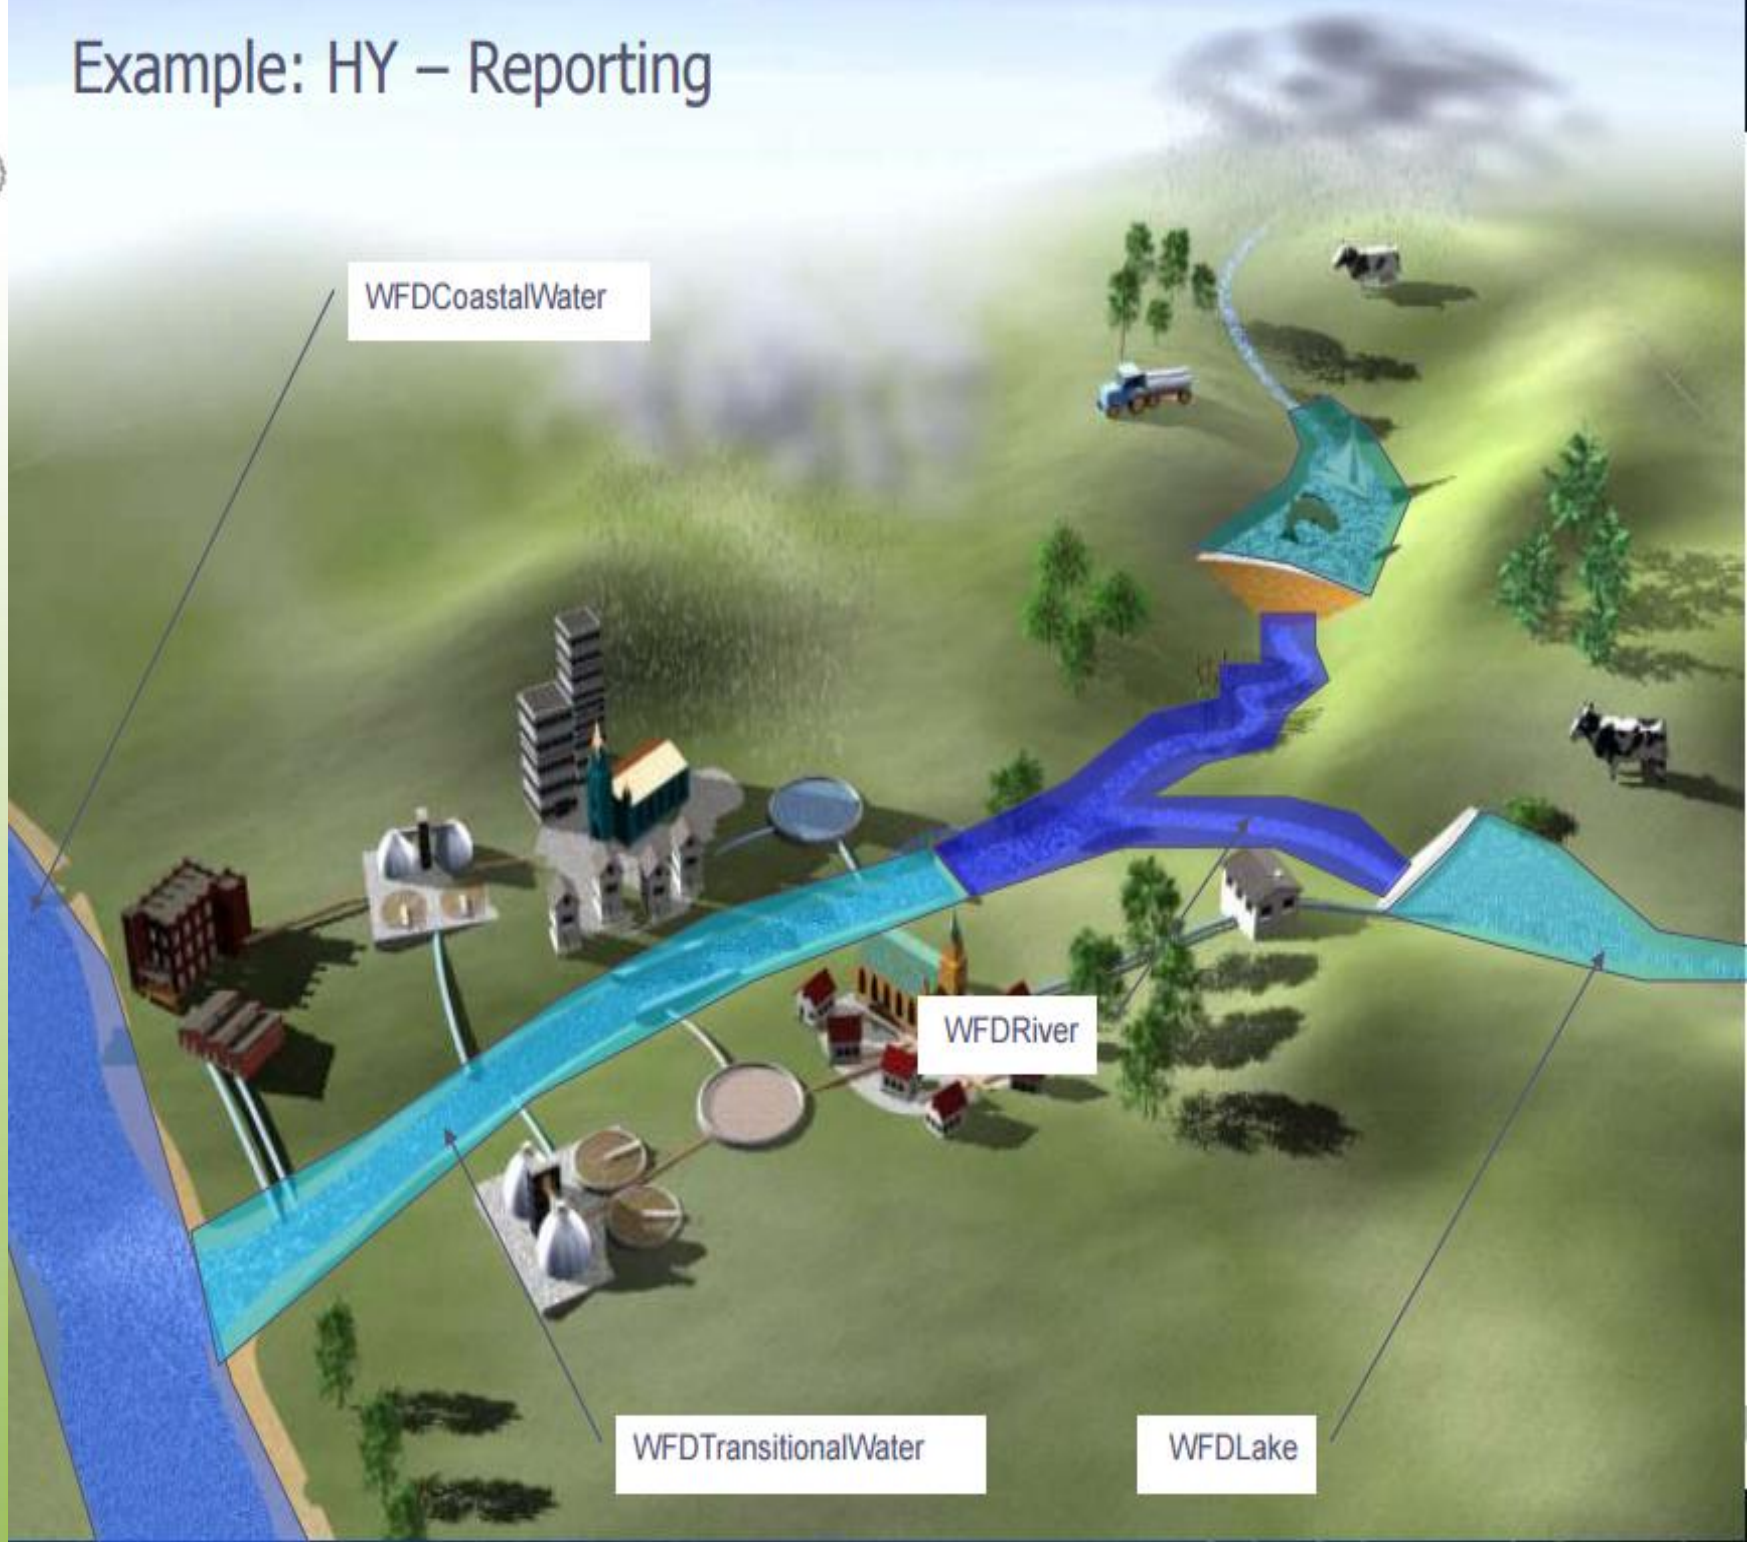 Example: HY – Reporting
WFDCoastalWater
WFDRiver
WFDTransitionalWater
WFDLake